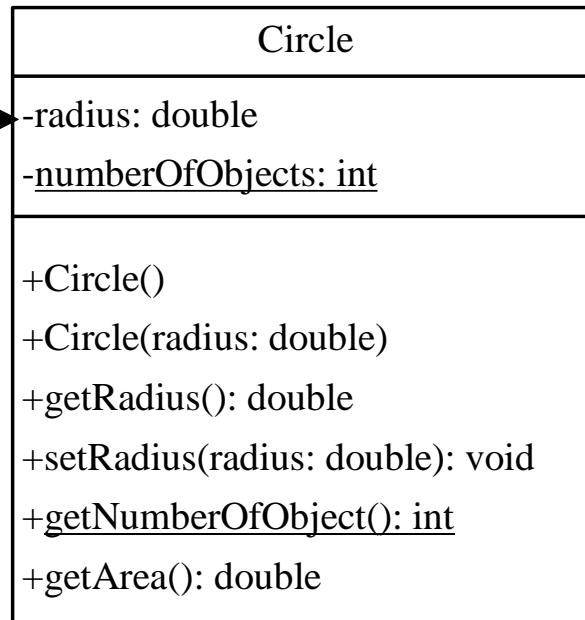 Circle
-radius: double
-numberOfObjects: int
+Circle()
+Circle(radius: double)
+getRadius(): double
+setRadius(radius: double): void
+getNumberOfObject(): int
+getArea(): double